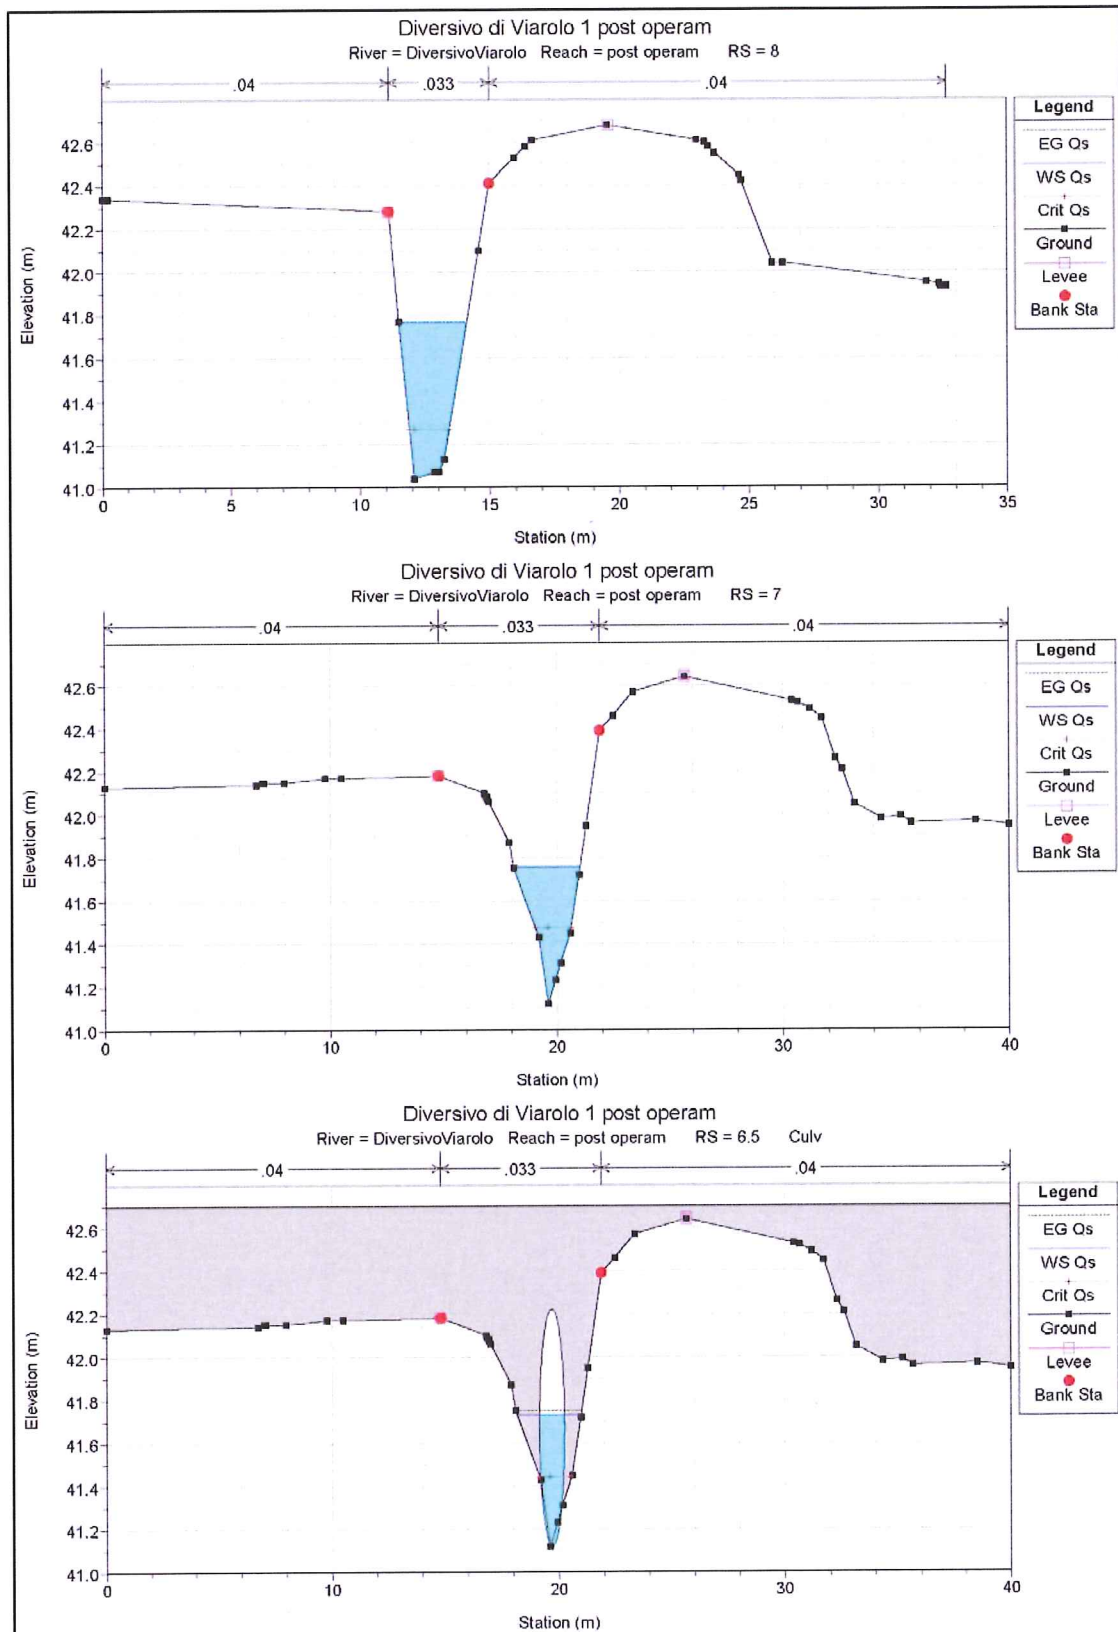 Diversivo di Viarolo 1 post operam
River = DiversivoViarolo Reach = post operam RS = 8
.04 .033 .04
Legend
EG Qs
WS Qs
Crit Qs
Ground
Levee
Bank Sta
Elevation (m)
42.6
42.4
42.2
42.0
41.8
41.6
41.4
41.2
41.0
0 5 10 15 20 25 30 35
Station (m)
Diversivo di Viarolo 1 post operam
River = DiversivoViarolo Reach = post operam RS = 7
.04 .033 .04
Legend
EG Qs
WS Qs
Crit Qs
Ground
Levee
Bank Sta
Elevation (m)
42.6
42.4
42.2
42.0
41.8
41.6
41.4
41.2
41.0
0 10 20 30 40
Station (m)
Diversivo di Viarolo 1 post operam
River = DiversivoViarolo Reach = post operam RS = 6.5 Culv
.04 .033 .04
Legend
EG Qs
WS Qs
Crit Qs
Ground
Levee
Bank Sta
Elevation (m)
42.6
42.4
42.2
42.0
41.8
41.6
41.4
41.2
41.0
0 10 20 30 40
Station (m)